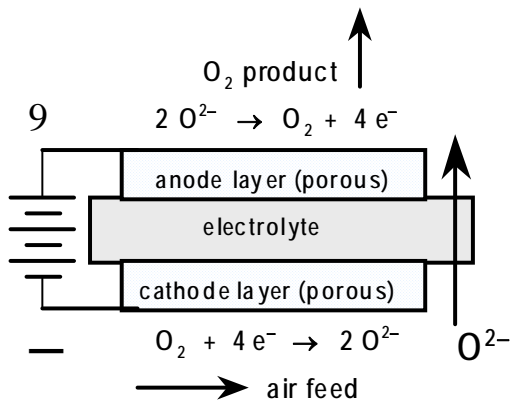 O₂ product
9
2 O²⁻ → O₂ + 4 e⁻
anode layer (porous)
electrolyte
cathode layer (porous)
–
O₂ + 4 e⁻ → 2 O²⁻
O²⁻
air feed